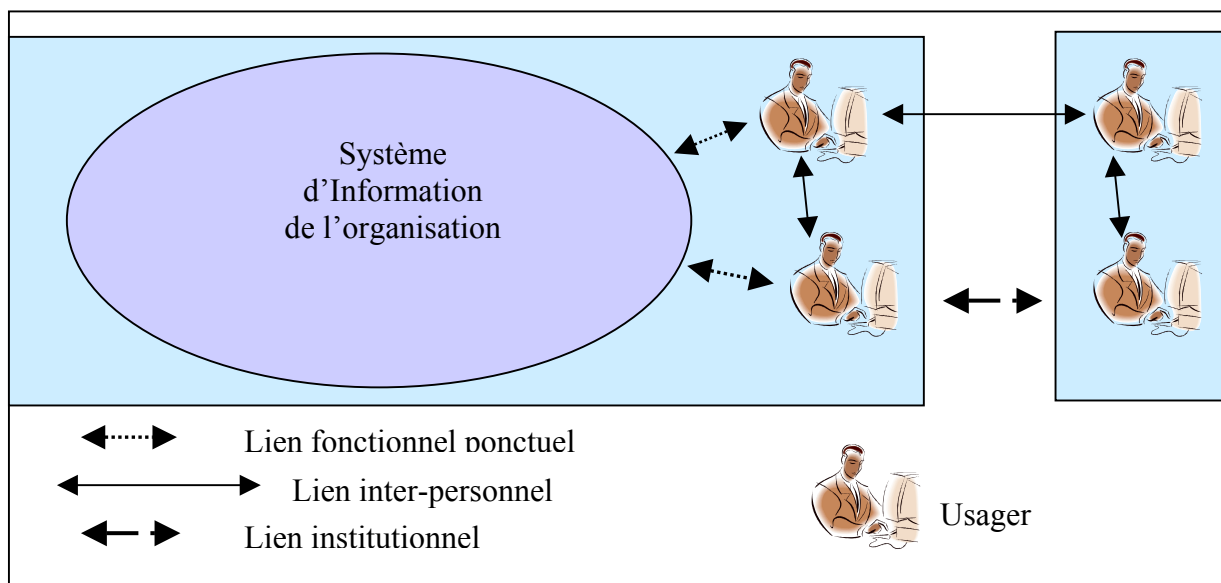 Système
d’Information
de l’organisation
Lien fonctionnel ponctuel
Lien inter-personnel
Lien institutionnel
Usager